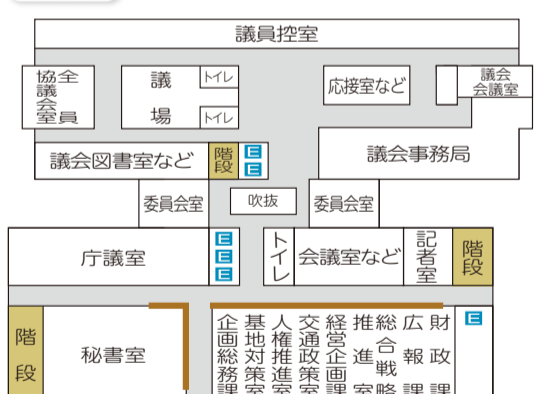 議員控室
全員
協議会室
議場
トイレ
トイレ
応接室など
議会
会議室
議会図書室など
階段
E
E
議会事務局
委員会室
吹抜
委員会室
庁議室
E
E
E
トイレ
会議室など
記者室
階段
階段
秘書室
財政課
広報課
総合戦略
推進室
経営企画課
交通政策室
人権推進室
基地対策室
企画総務課
E